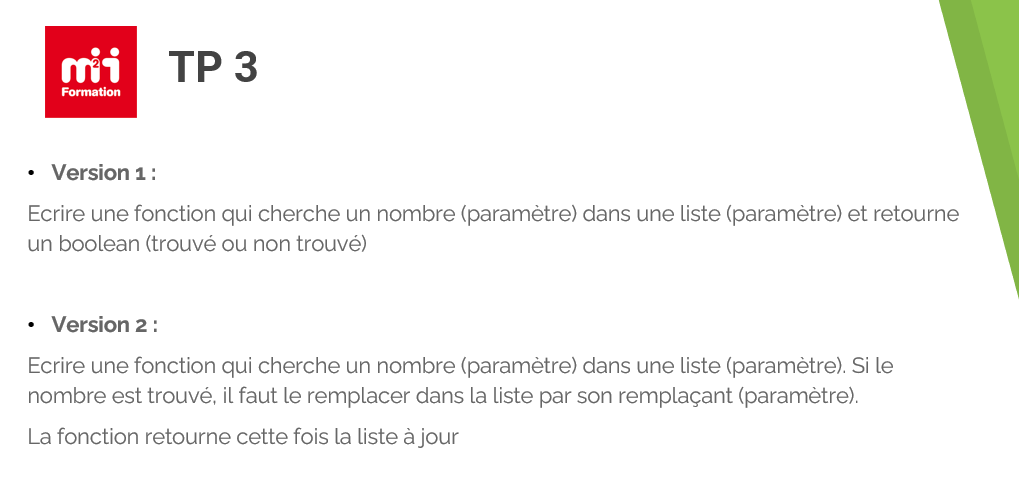 m2i
Formation
TP 3
• Version 1 :
Ecrire une fonction qui cherche un nombre (paramètre) dans une liste (paramètre) et retourne
un boolean (trouvé ou non trouvé)
• Version 2 :
Ecrire une fonction qui cherche un nombre (paramètre) dans une liste (paramètre). Si le
nombre est trouvé, il faut le remplacer dans la liste par son remplaçant (paramètre).
La fonction retourne cette fois la liste à jour